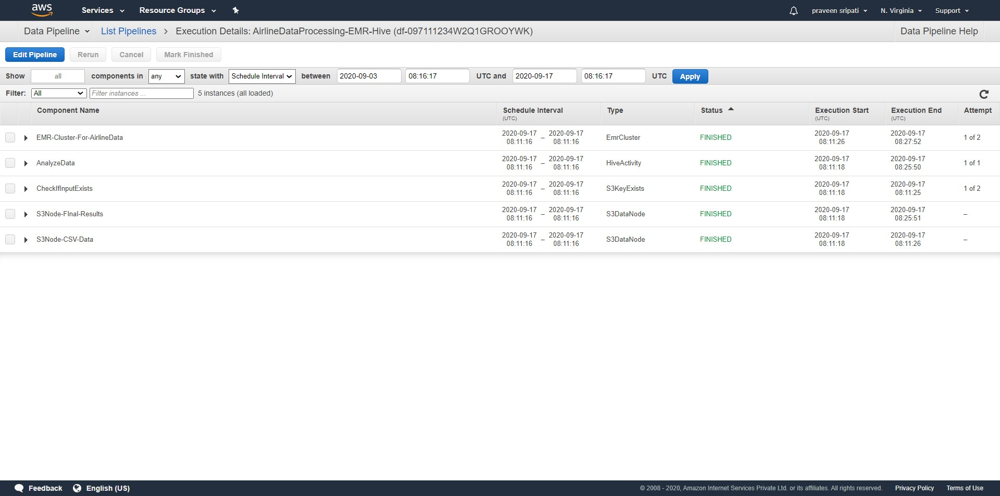 aws Services Resource Groups praveen sripati N. Virginia Support
Data Pipeline List Pipelines > Execution Details: AirlineDataProcessing-EMR-Hive (df-097111234W2Q1GROOYWK) Data Pipeline Help
Edit Pipeline Rerun Cancel Mark Finished
Show all components in any state with Schedule Interval between 2020-09-03 08:16:17 UTC and 2020-09-17 08:16:17 UTC Apply
Filter: All Filter instances ... 5 instances (all loaded)
Component Name Schedule Interval Type Status Execution Start Execution End Attempt
(UTC) (UTC) (UTC)
2020-09-17 2020-09-17 2020-09-17 2020-09-17
EMR-Cluster-For-AirlineData – EmrCluster FINISHED 1 of 2
08:11:16 08:11:16 08:11:26 08:27:52
2020-09-17 2020-09-17 2020-09-17 2020-09-17
AnalyzeData – HiveActivity FINISHED 1 of 1
08:11:16 08:11:16 08:11:18 08:25:50
2020-09-17 2020-09-17 2020-09-17 2020-09-17
CheckIfInputExists – S3KeyExists FINISHED 1 of 2
08:11:16 08:11:16 08:11:18 08:11:25
2020-09-17 2020-09-17 2020-09-17 2020-09-17
S3Node-FInal-Results – S3DataNode FINISHED –
08:11:16 08:11:16 08:11:18 08:25:51
2020-09-17 2020-09-17 2020-09-17 2020-09-17
S3Node-CSV-Data – S3DataNode FINISHED –
08:11:16 08:11:16 08:11:18 08:11:26
Feedback English (US) © 2008 - 2020, Amazon Internet Services Private Ltd. or its affiliates. All rights reserved. Privacy Policy Terms of Use